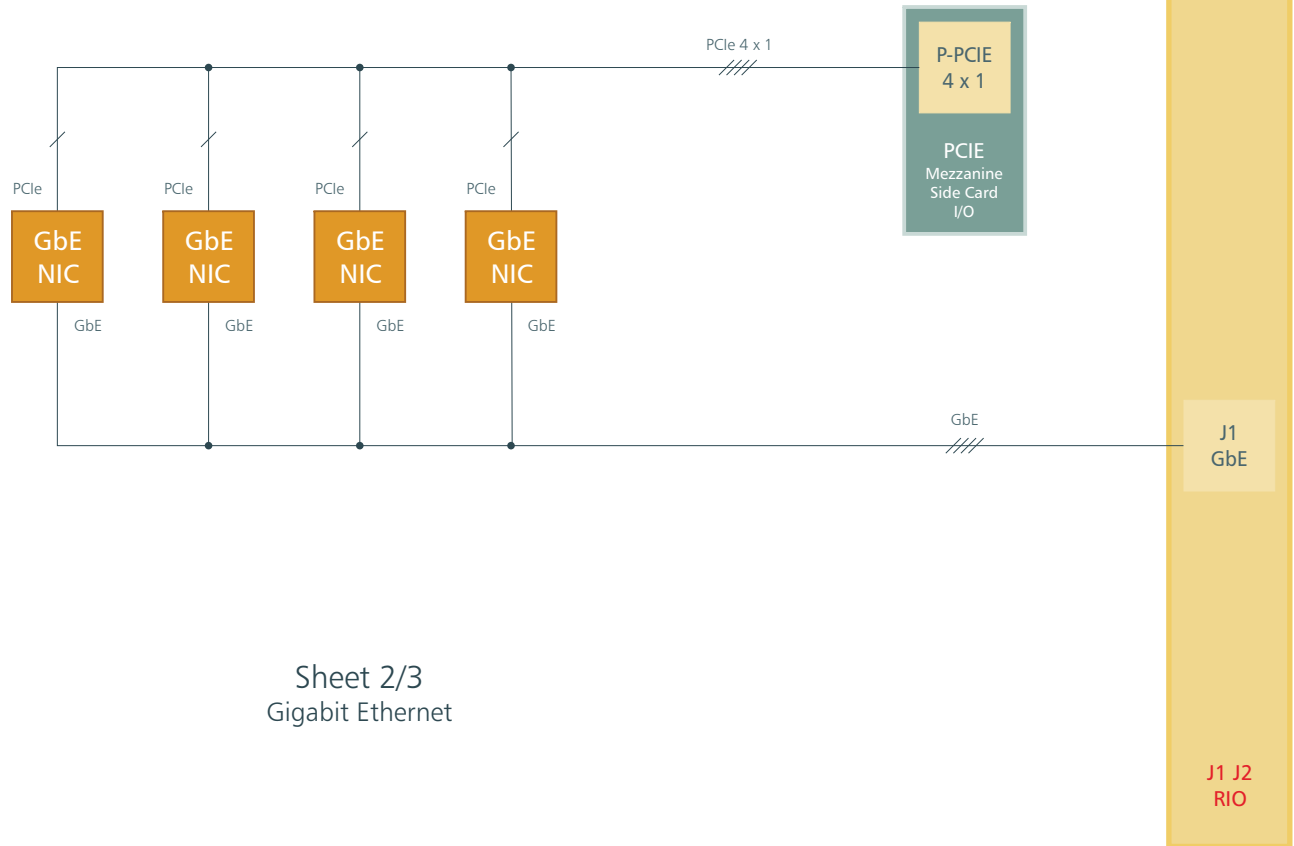 PCIe 4 x 1
P-PCIE
4 x 1
PCIE
Mezzanine
Side Card
I/O
PCIe
PCIe
PCIe
PCIe
GbE
NIC
GbE
NIC
GbE
NIC
GbE
NIC
GbE
GbE
GbE
GbE
GbE
J1
GbE
Sheet 2/3
Gigabit Ethernet
J1 J2
RIO